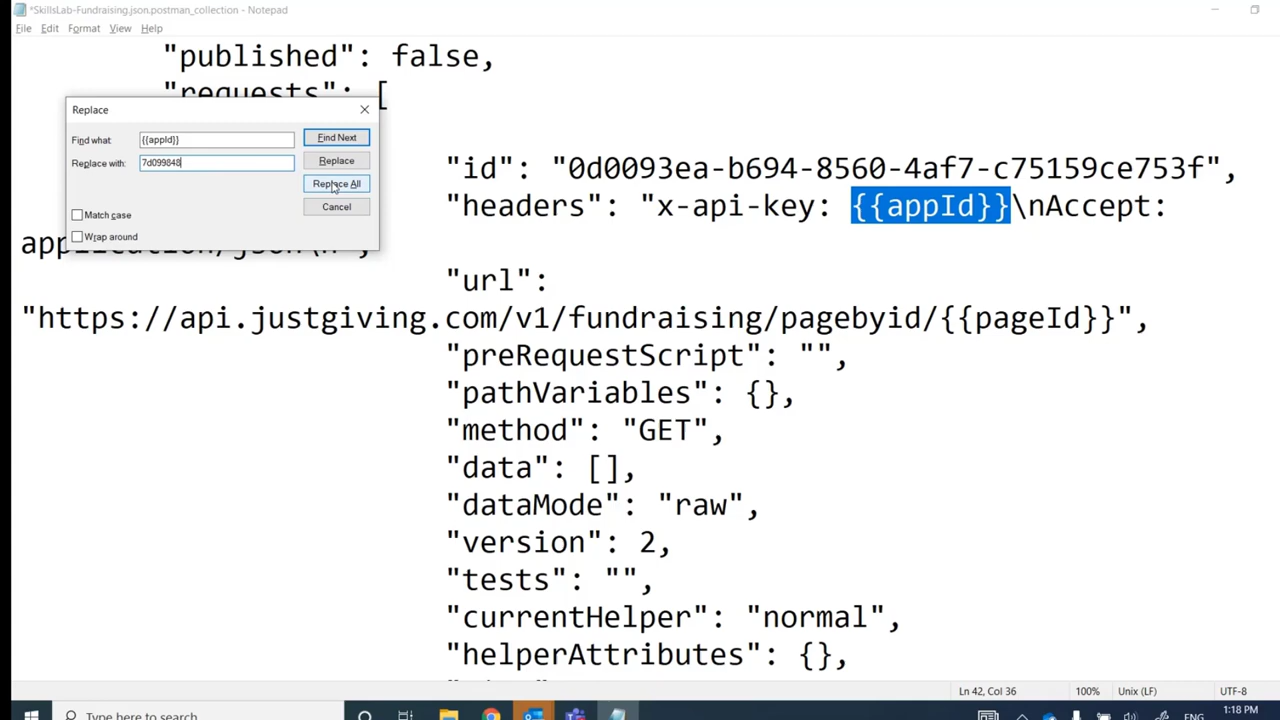 *SkillsLab-Fundraising.json.postman_collection - Notepad
File Edit Format View Help
"published": false,
"requests": [
Replace
Find what: {{appId}} Find Next
Replace with: 7d099848 Replace
Replace All
Cancel
Match case
Wrap around
"id": "0d0093ea-b694-8560-4af7-c75159ce753f",
"headers": "x-api-key: {{appId}}\nAccept:
application/json\n",
"url":
"https://api.justgiving.com/v1/fundraising/pagebyid/{{pageId}}",
"preRequestScript": "",
"pathVariables": {},
"method": "GET",
"data": [],
"dataMode": "raw",
"version": 2,
"tests": "",
"currentHelper": "normal",
"helperAttributes": {},
Ln 42, Col 36 100% Unix (LF) UTF-8
Type here to search ENG 1:18 PM